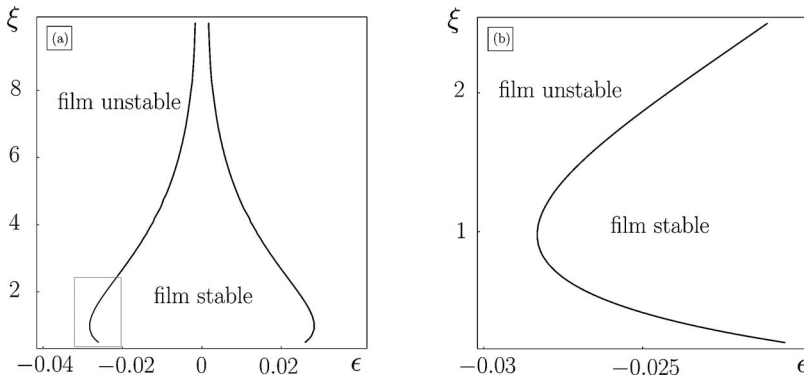 ξ
(a)
8
film unstable
6
4
2
film stable
−0.04
−0.02
0
0.02
ϵ
ξ
(b)
2
film unstable
1
film stable
−0.03
−0.025
ϵ